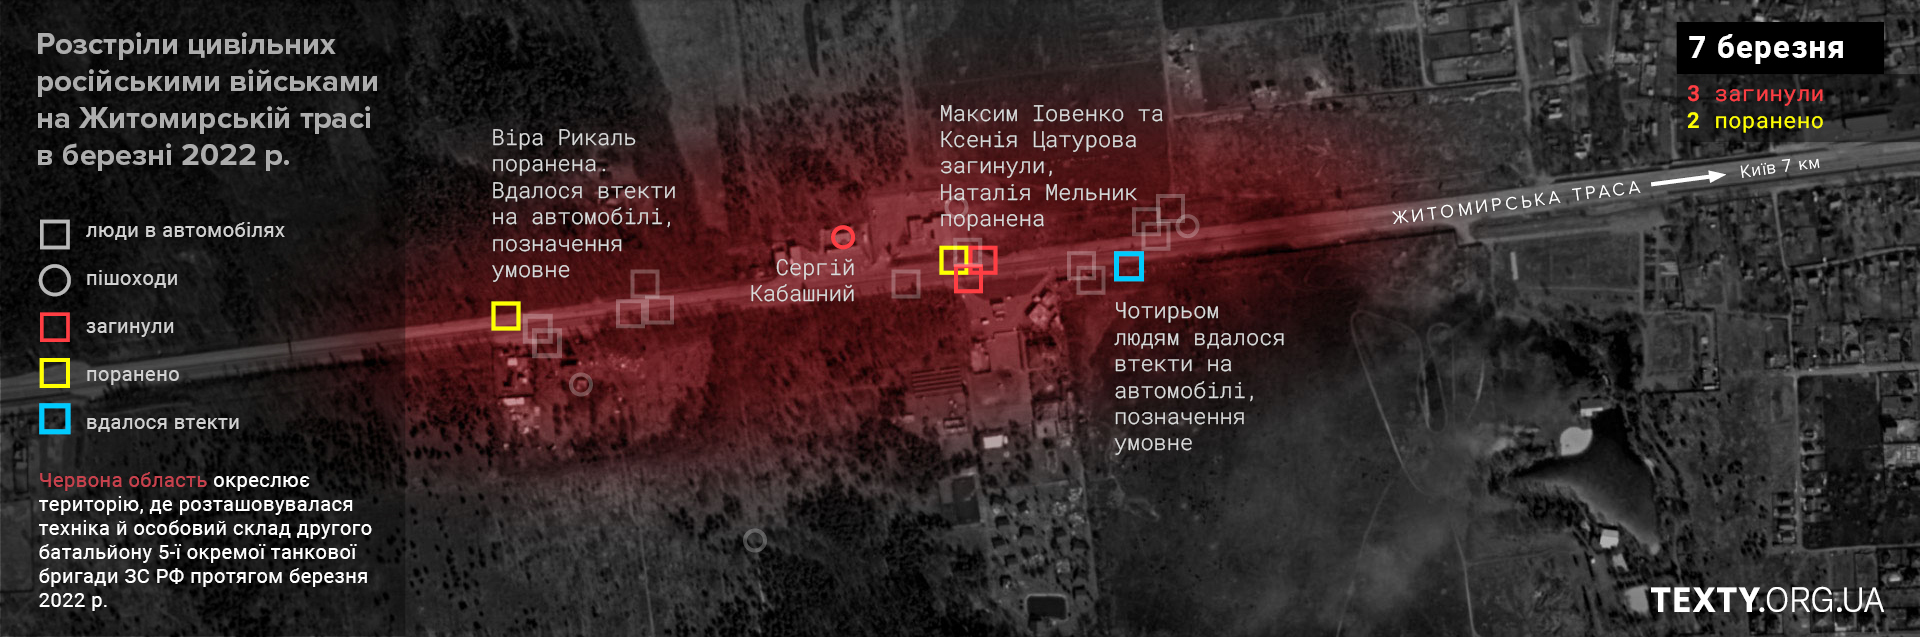 Розстріли цивільних
російськими військами
на Житомирській трасі
в березні 2022 р.
люди в автомобілях
пішоходи
загинули
поранено
вдалося втекти
Червона область окреслює
територію, де розташовувалася
техніка й особовий склад другого
батальйону 5-ї окремої танкової
бригади ЗС РФ протягом березня
2022 р.
Віра Рикаль
поранена.
Вдалося втекти
на автомобілі,
позначення
умовне
Сергій
Кабашний
Максим Іовенко та
Ксенія Цатурова
загинули,
Наталія Мельник
поранена
Чотирьом
людям вдалося
втекти на
автомобілі,
позначення
умовне
7 березня
3 загинули
2 поранено
ЖИТОМИРСЬКА ТРАСА
Київ 7 км
TEXTY.ORG.UA